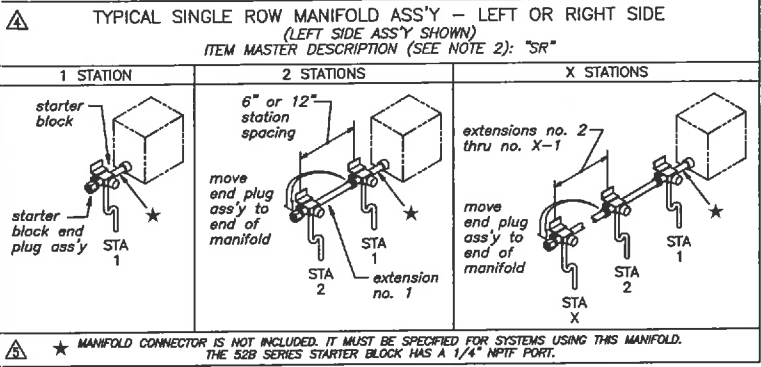 4
TYPICAL SINGLE ROW MANIFOLD ASS'Y – LEFT OR RIGHT SIDE
(LEFT SIDE ASS'Y SHOWN)
ITEM MASTER DESCRIPTION (SEE NOTE 2): "SR"
1 STATION
starter
block
starter
block end
plug ass'y
STA
1
2 STATIONS
6" or 12"
station
spacing
move
end plug
ass'y to
end of
manifold
STA
1
STA
2
extension
no. 1
X STATIONS
extensions no. 2
thru no. X-1
move
end plug
ass'y to
end of
manifold
STA
1
STA
2
STA
X
5
★ MANIFOLD CONNECTOR IS NOT INCLUDED. IT MUST BE SPECIFIED FOR SYSTEMS USING THIS MANIFOLD.
THE 52B SERIES STARTER BLOCK HAS A 1/4" NPTF PORT.